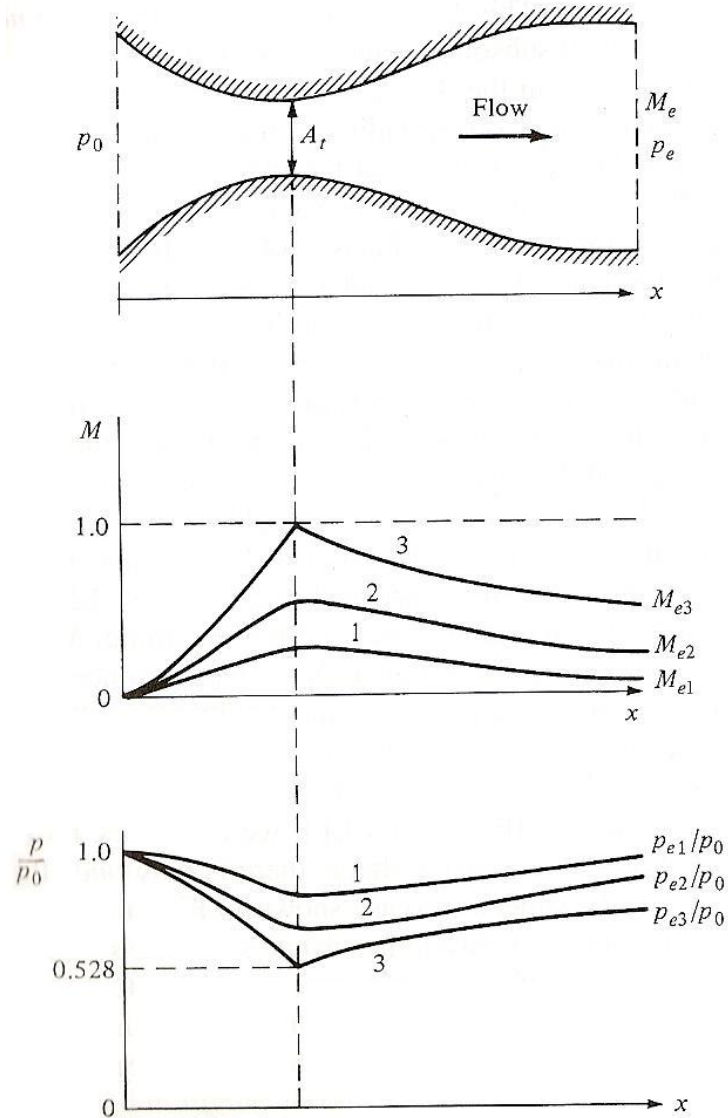 Flow
p₀
Aₜ
Mₑ
pₑ
x
M
1.0
3
2
1
Mₑ₃
Mₑ₂
Mₑ₁
0
x
p/p₀
1.0
1
2
3
pₑ₁/p₀
pₑ₂/p₀
pₑ₃/p₀
0.528
0
x